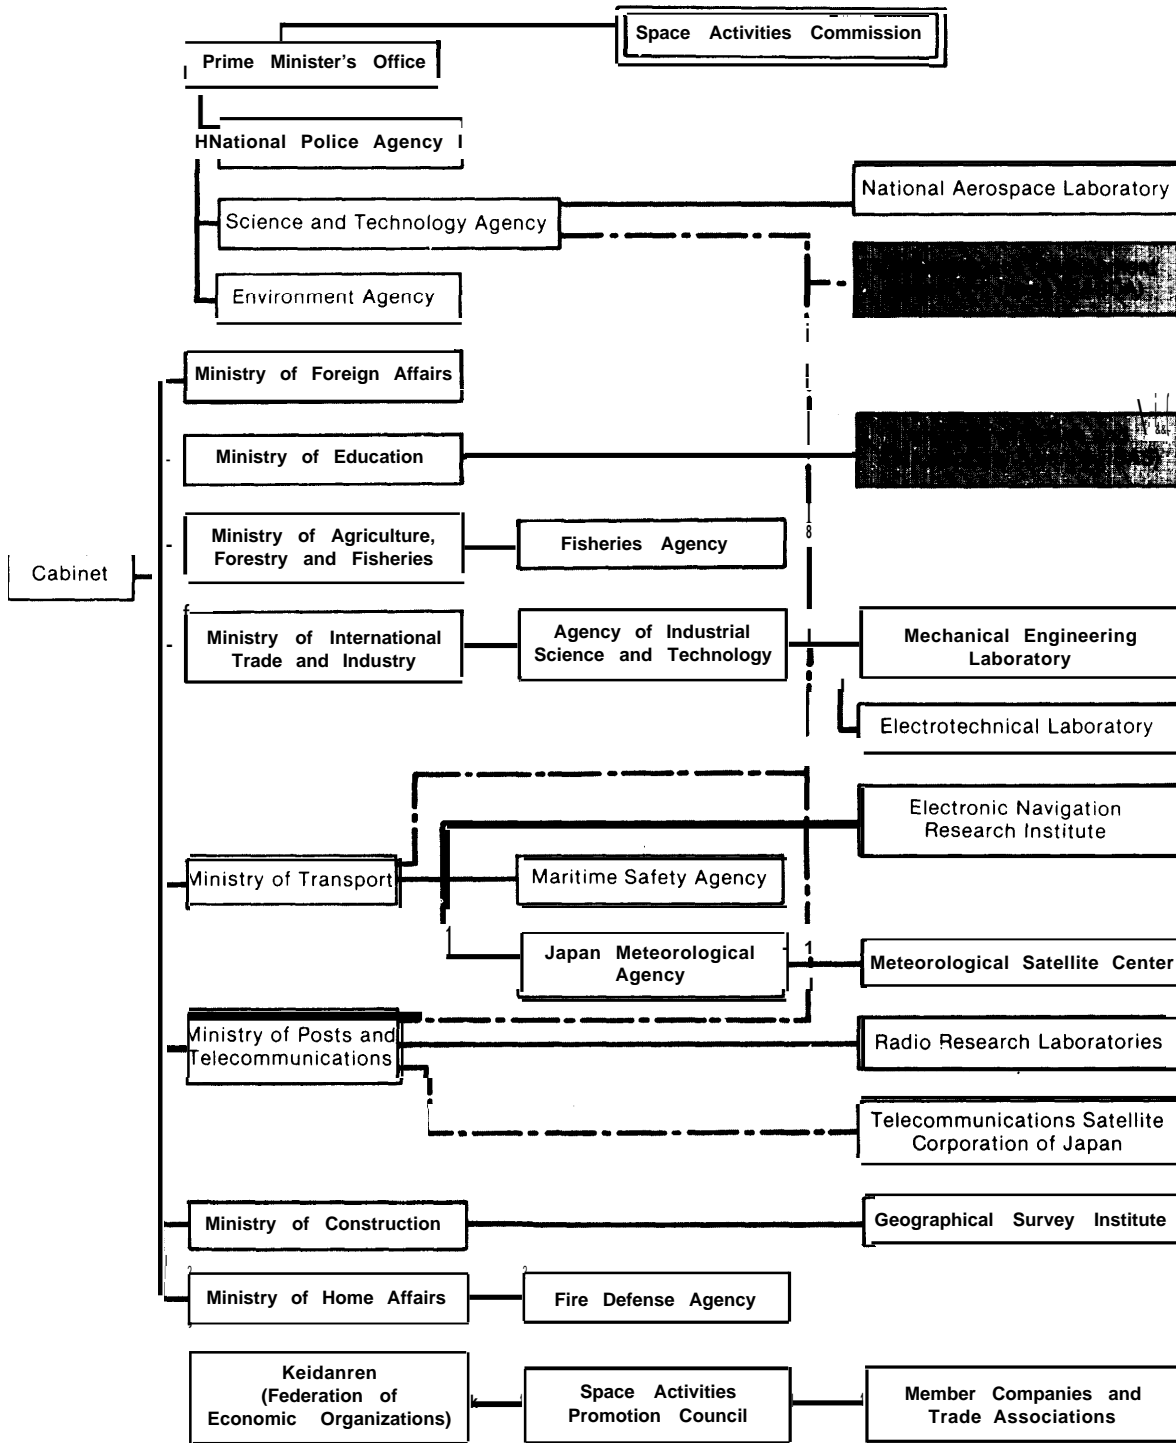 Space Activities Commission
Prime Minister's Office
HNational Police Agency
National Aerospace Laboratory
Science and Technology Agency
Environment Agency
Ministry of Foreign Affairs
Ministry of Education
Ministry of Agriculture,
Forestry and Fisheries
Fisheries Agency
8
Cabinet
Ministry of International
Trade and Industry
Agency of Industrial
Science and Technology
Mechanical Engineering
Laboratory
Electrotechnical Laboratory
Electronic Navigation
Research Institute
Ministry of Transport
Maritime Safety Agency
Japan Meteorological
Agency
1
Meteorological Satellite Center
Ministry of Posts and
Telecommunications
Radio Research Laboratories
Telecommunications Satellite
Corporation of Japan
Ministry of Construction
Geographical Survey Institute
Ministry of Home Affairs
Fire Defense Agency
Keidanren
(Federation of
Economic Organizations)
Space Activities
Promotion Council
Member Companies and
Trade Associations